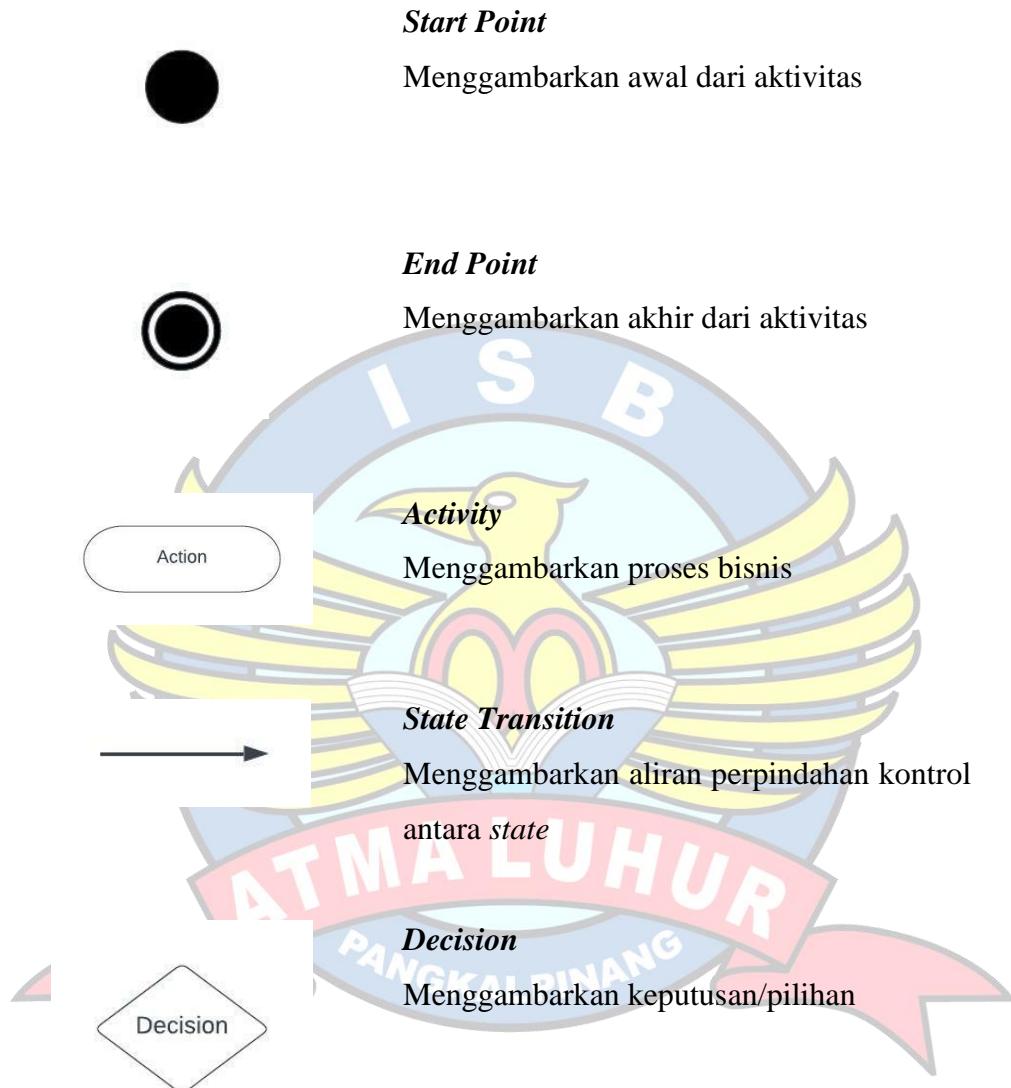 Start Point
Menggambarkan awal dari aktivitas
End Point
Menggambarkan akhir dari aktivitas
I S B
Action
Activity
Menggambarkan proses bisnis
State Transition
Menggambarkan aliran perpindahan kontrol
antara state
ATMA LUHUR
Decision
Decision
Menggambarkan keputusan/pilihan
PANGKALPINANG